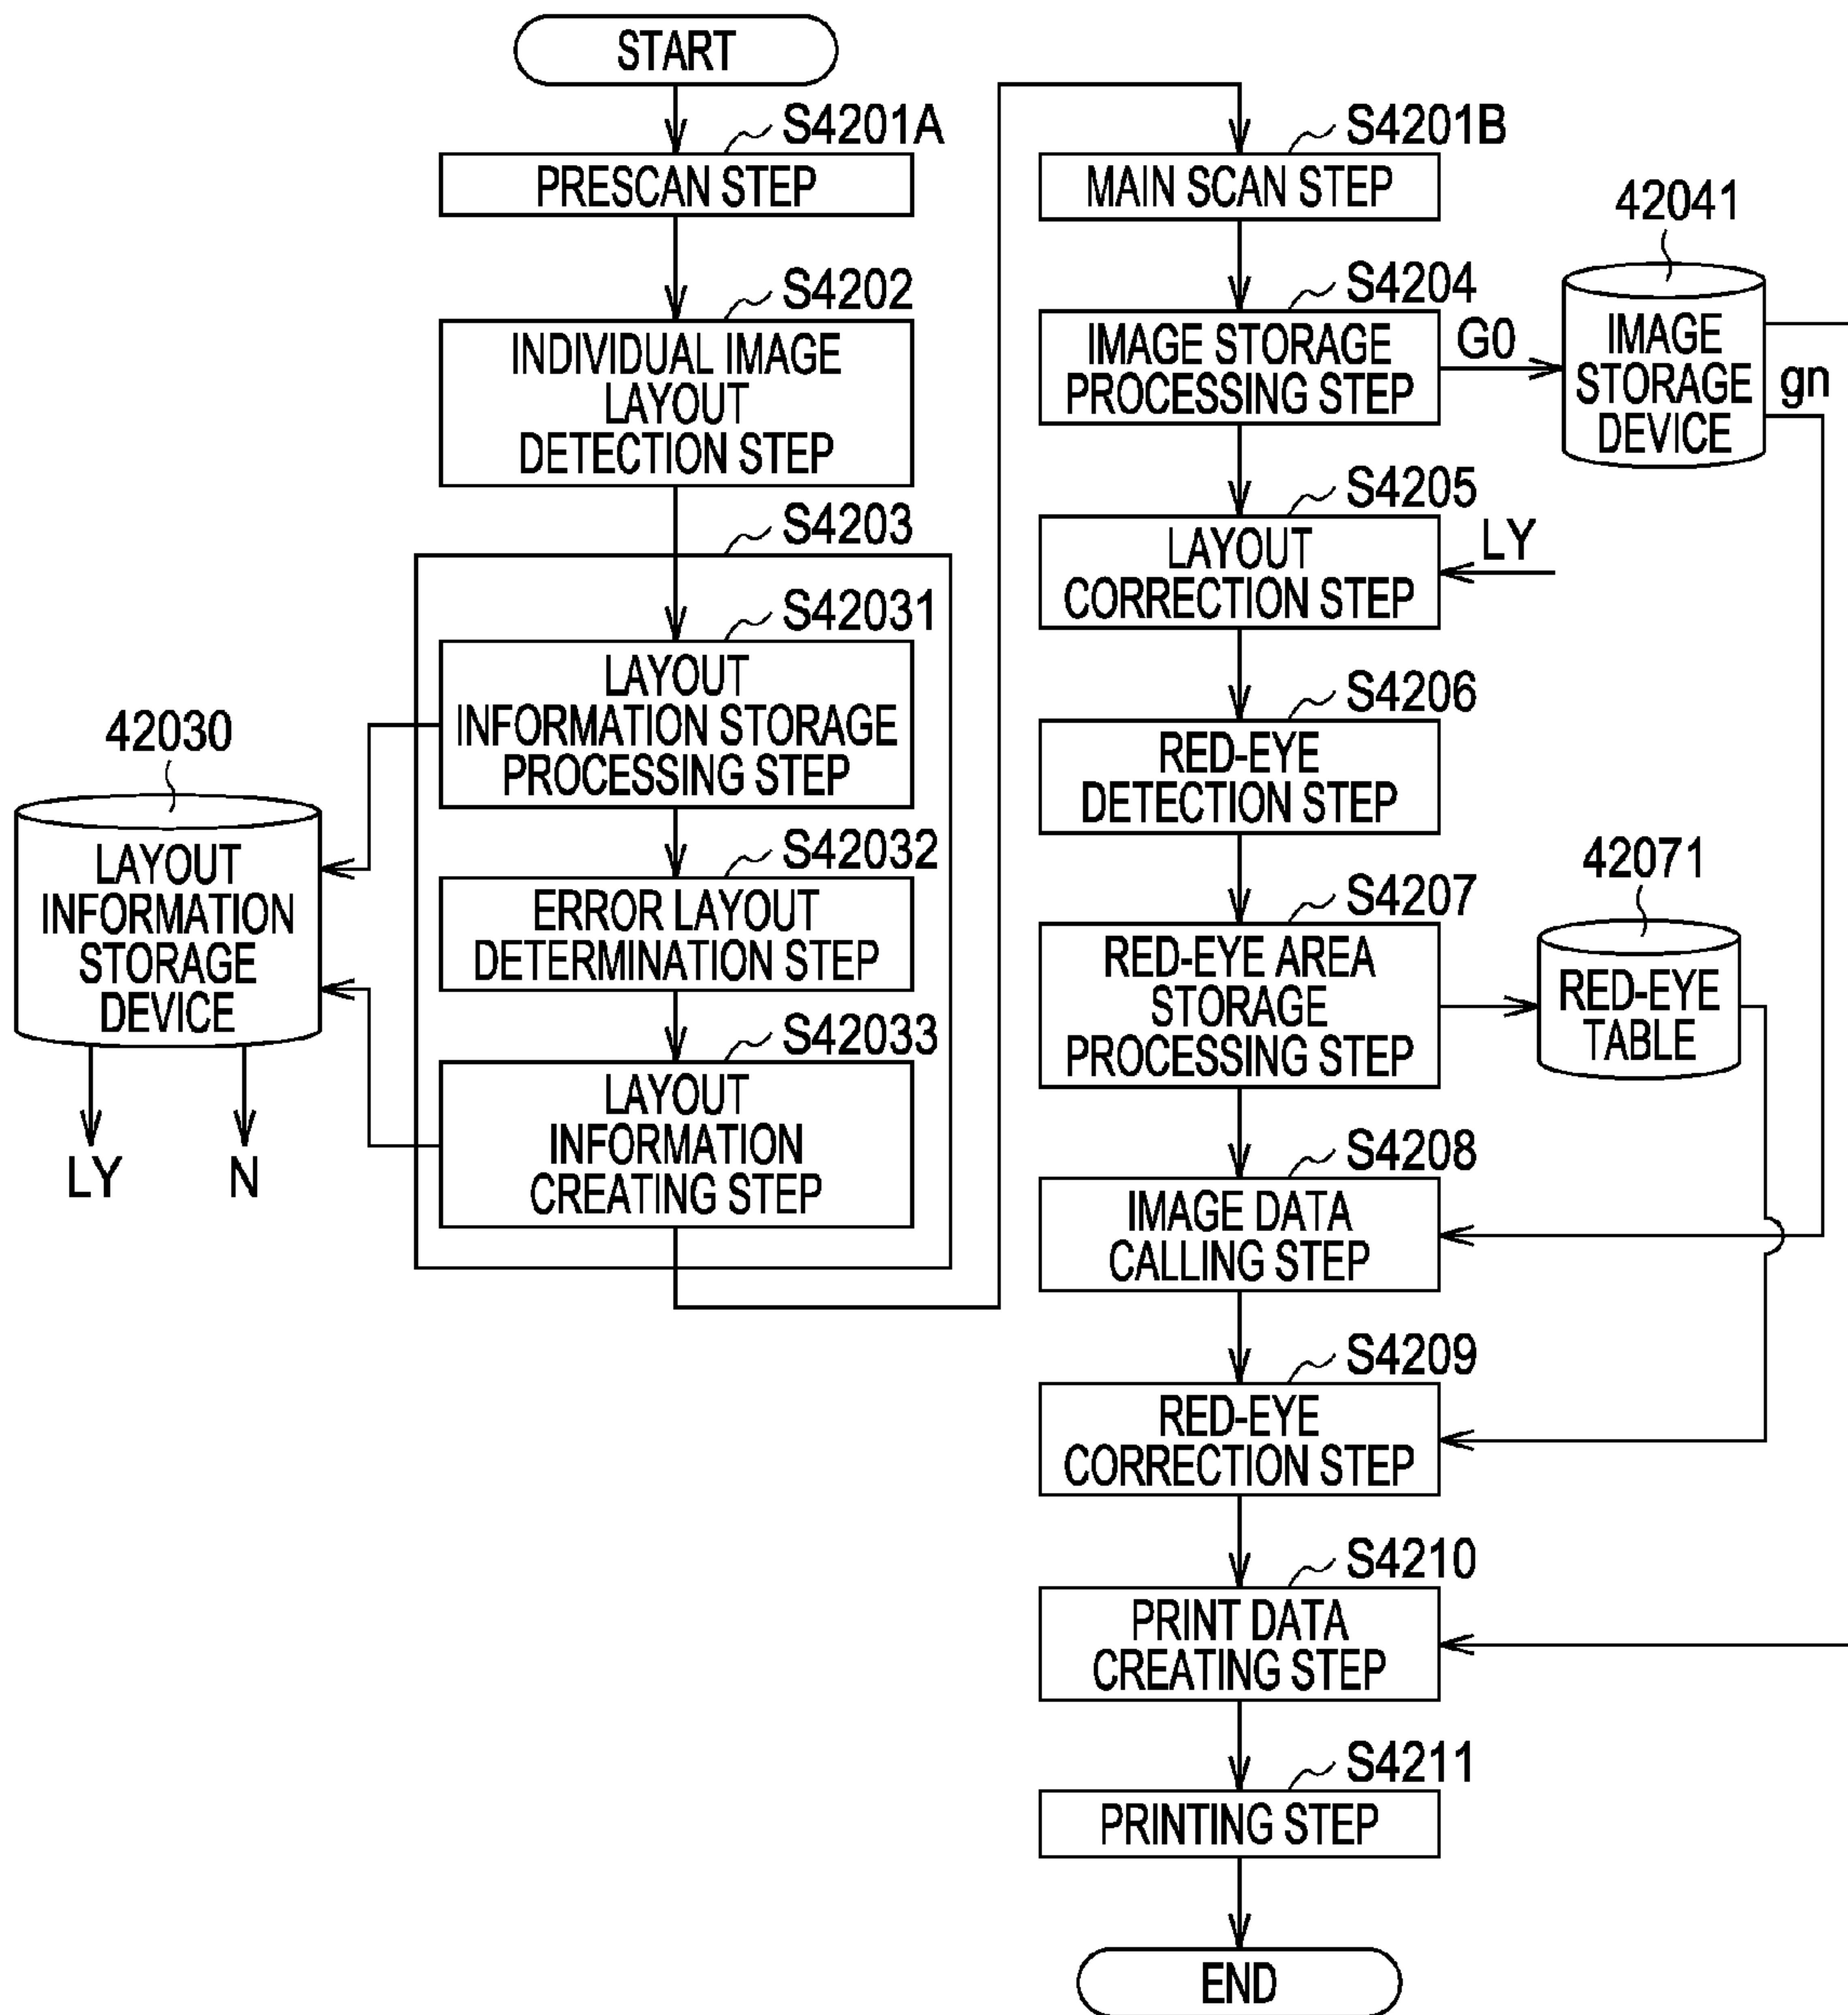 START
S4201A
PRESCAN STEP
S4202
INDIVIDUAL IMAGE
LAYOUT
DETECTION STEP
S4203
S42031
LAYOUT
INFORMATION STORAGE
PROCESSING STEP
42030
LAYOUT
INFORMATION
STORAGE
DEVICE
LY
N
S42032
ERROR LAYOUT
DETERMINATION STEP
S42033
LAYOUT
INFORMATION
CREATING STEP
S4201B
MAIN SCAN STEP
S4204
IMAGE STORAGE
PROCESSING STEP
G0
42041
IMAGE
STORAGE
DEVICE
gn
S4205
LAYOUT
CORRECTION STEP
LY
S4206
RED-EYE
DETECTION STEP
S4207
RED-EYE AREA
STORAGE
PROCESSING STEP
42071
RED-EYE
TABLE
S4208
IMAGE DATA
CALLING STEP
S4209
RED-EYE
CORRECTION STEP
S4210
PRINT DATA
CREATING STEP
S4211
PRINTING STEP
END